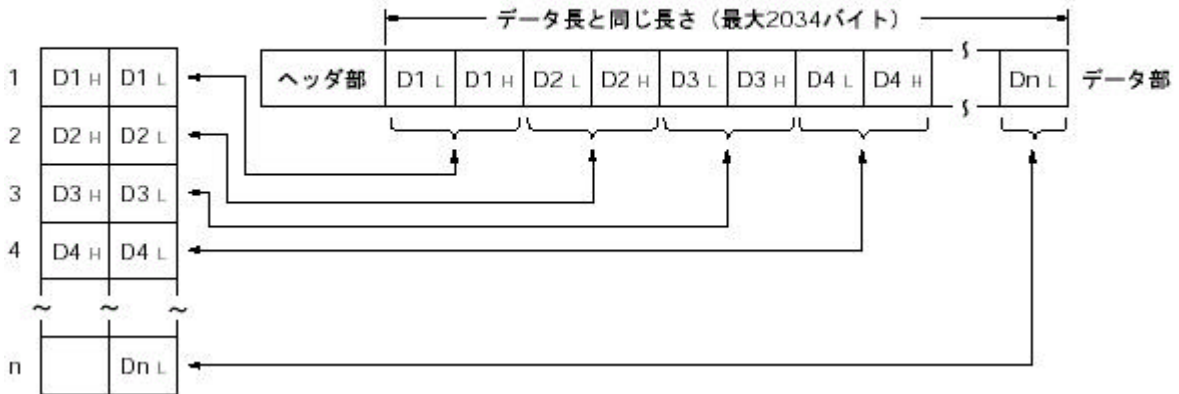 データ長と同じ長さ（最大2034バイト）
ヘッダ部 D1 L D1 H D2 L D2 H D3 L D3 H D4 L D4 H Dn L データ部
1 D1 H D1 L
2 D2 H D2 L
3 D3 H D3 L
4 D4 H D4 L
n Dn L